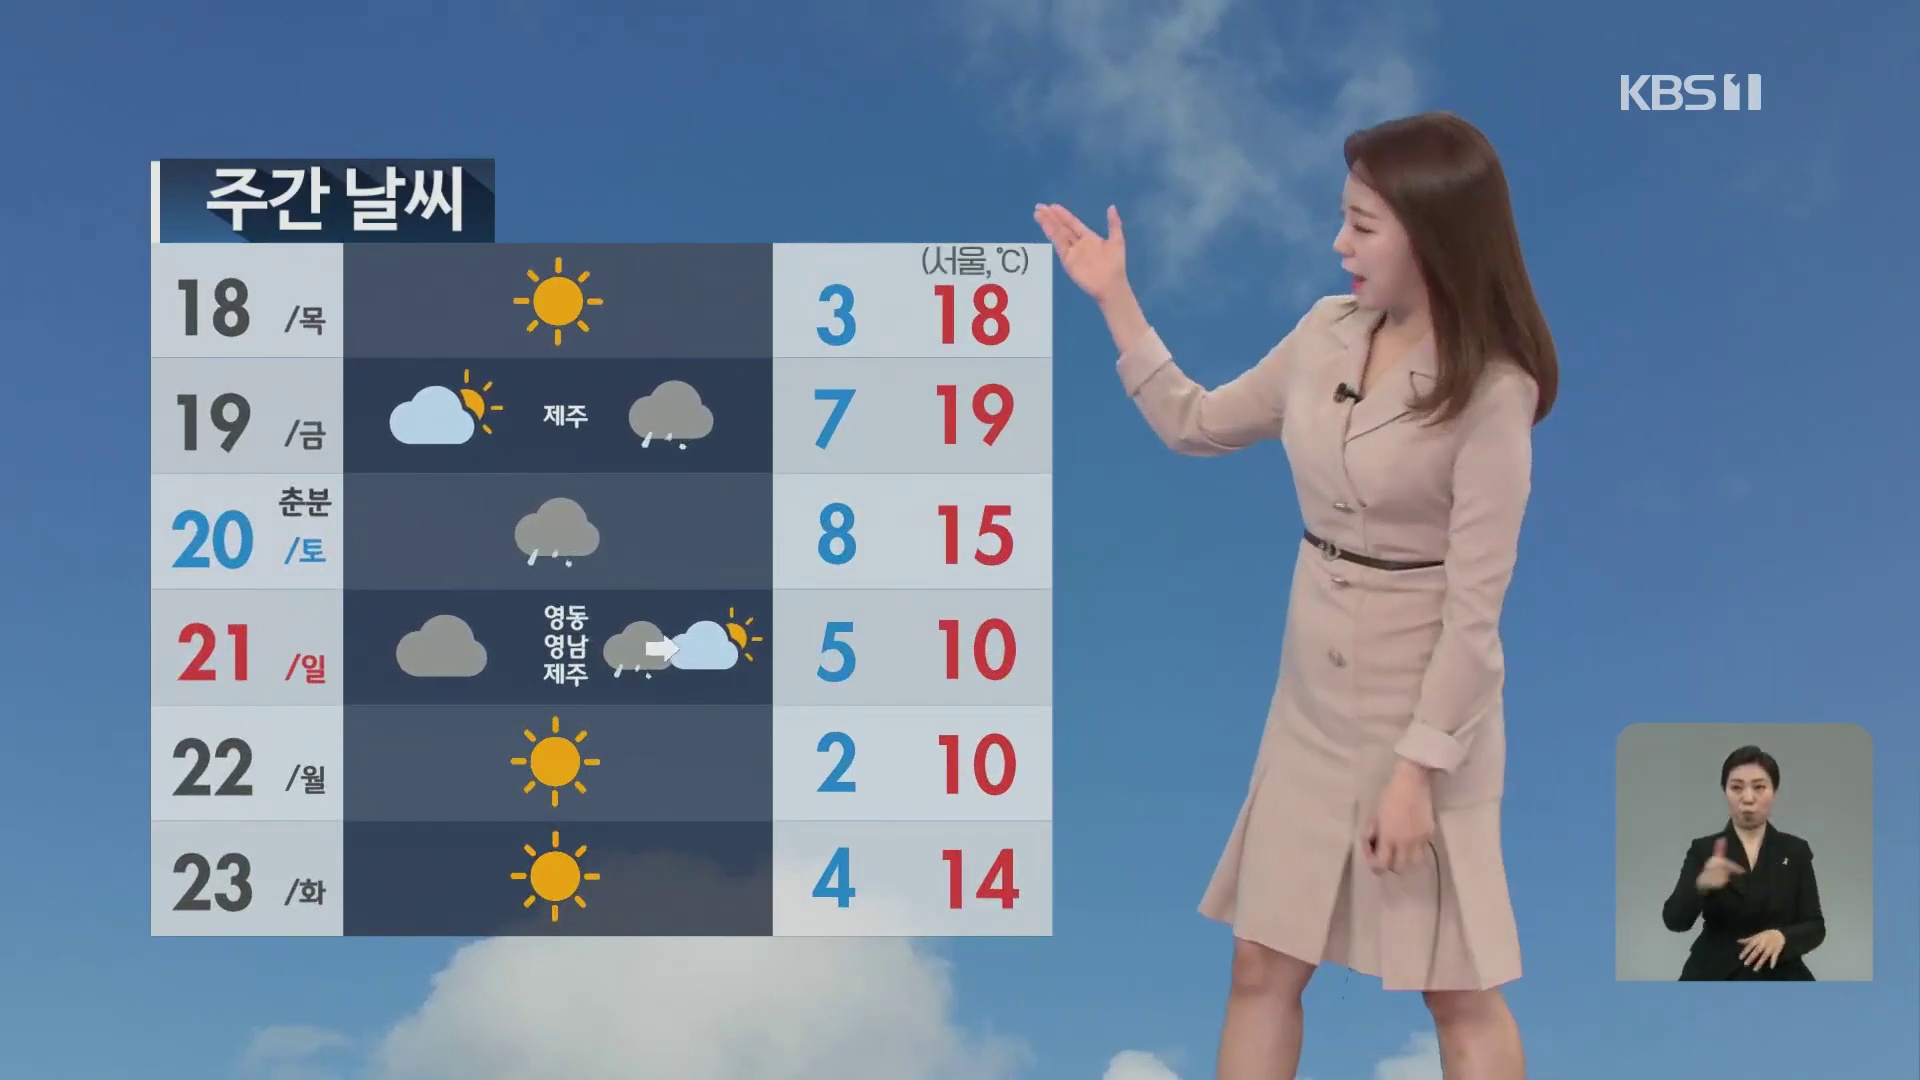 KBS 1
주간 날씨
(서울, ℃)
18 /목 3 18
19 /금 제주 7 19
춘분
20 /토 8 15
영동
영남
제주
21 /일 5 10
22 /월 2 10
23 /화 4 14